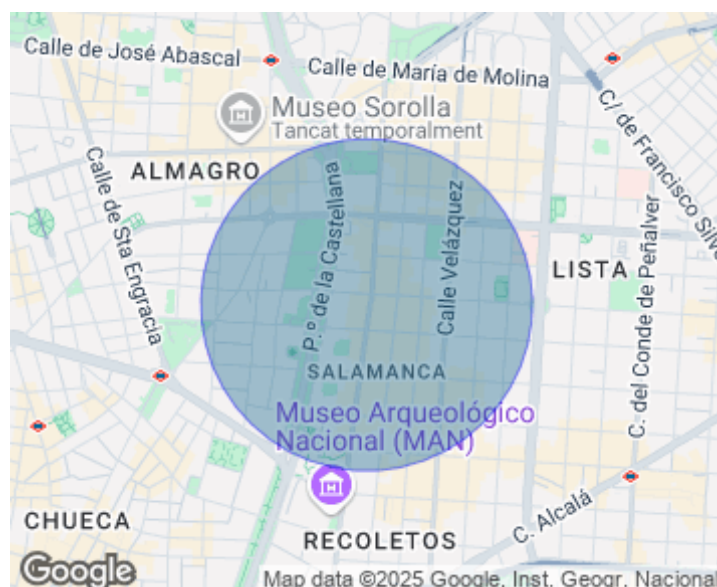 Calle de José Abascal
Calle de María de Molina
C/ de Francisco Silve
Museo Sorolla
Tancat temporalment
ALMAGRO
Calle de Sta Engracia
P.º de la Castellana
Calle Velázquez
LISTA
C. del Conde de Peñalver
SALAMANCA
Museo Arqueológico
Nacional (MAN)
CHUECA
RECOLETOS
C. Alcalá
Google
Map data ©2025 Google, Inst. Geogr. Nacional